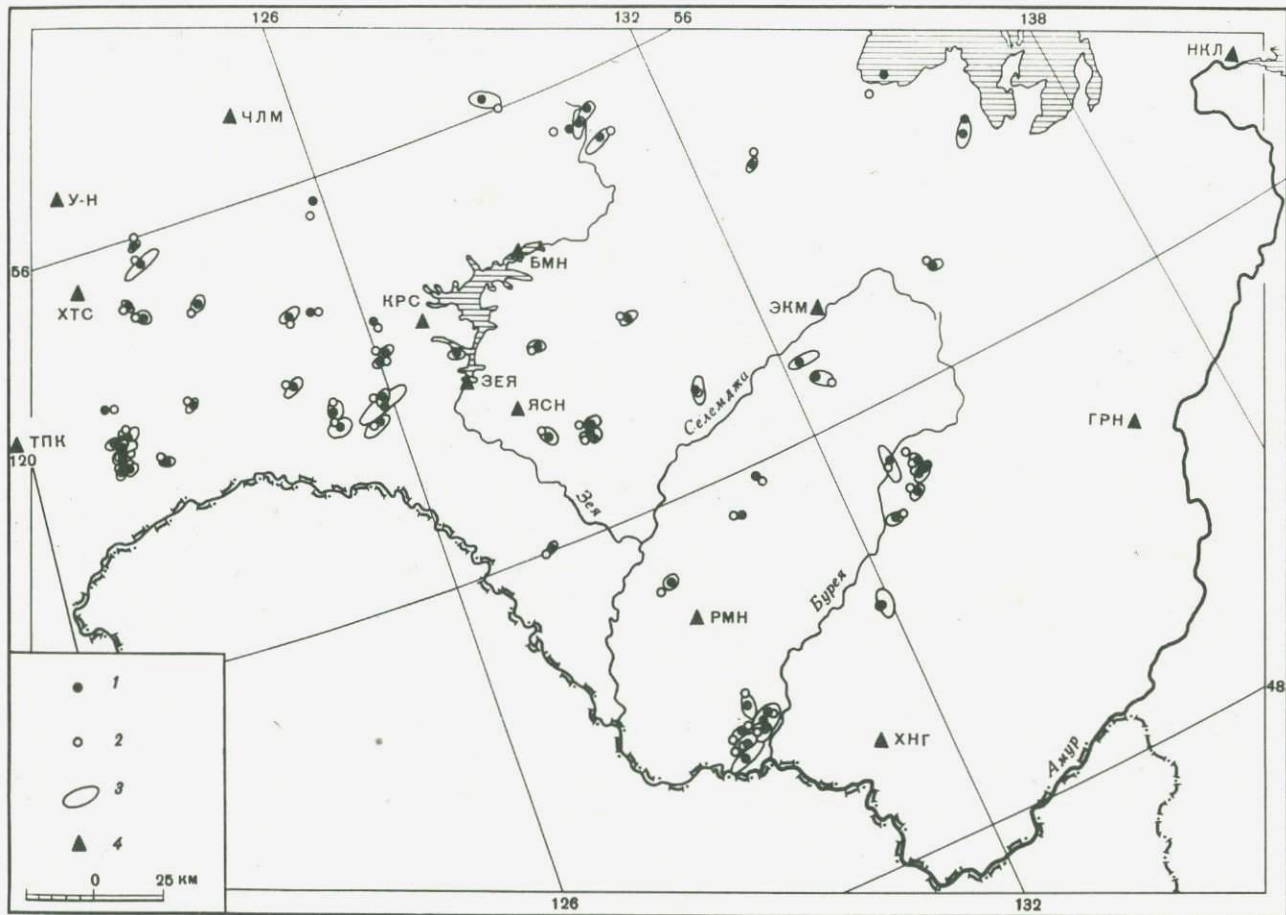 126
132
56
138
НКЛ
ЧЛМ
У-Н
56
БМН
ХТС
КРС
ЭКМ
ЗЕЯ
ЯСН
Селемджа
ГРН
ТПК
120
Зея
Бурея
РМН
48
ХНГ
Амур
1
2
3
4
0 25 КМ
126
132